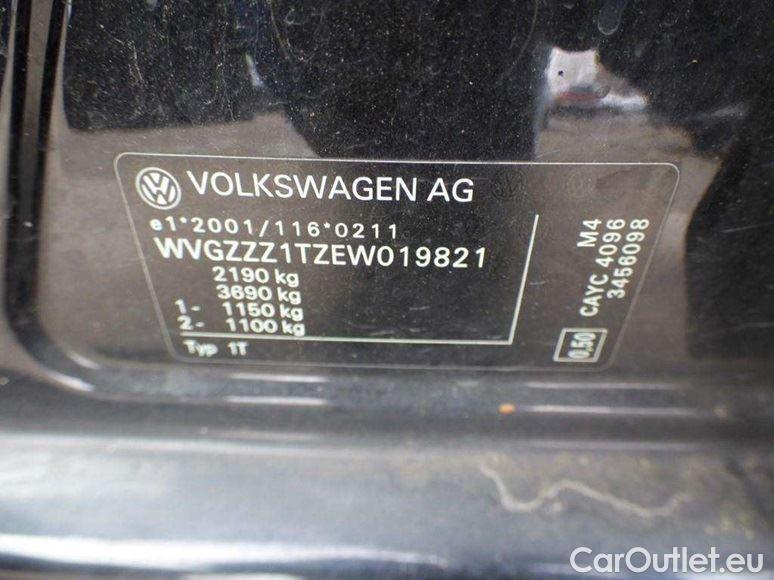 VOLKSWAGEN AG
e1*2001/116*0211
WVGZZZ1TZEW019821
2190 kg
3690 kg
1- 1150 kg
2- 1100 kg
Typ 1T
M4
CAYC 4096
3456098
0,50
CarOutlet.eu